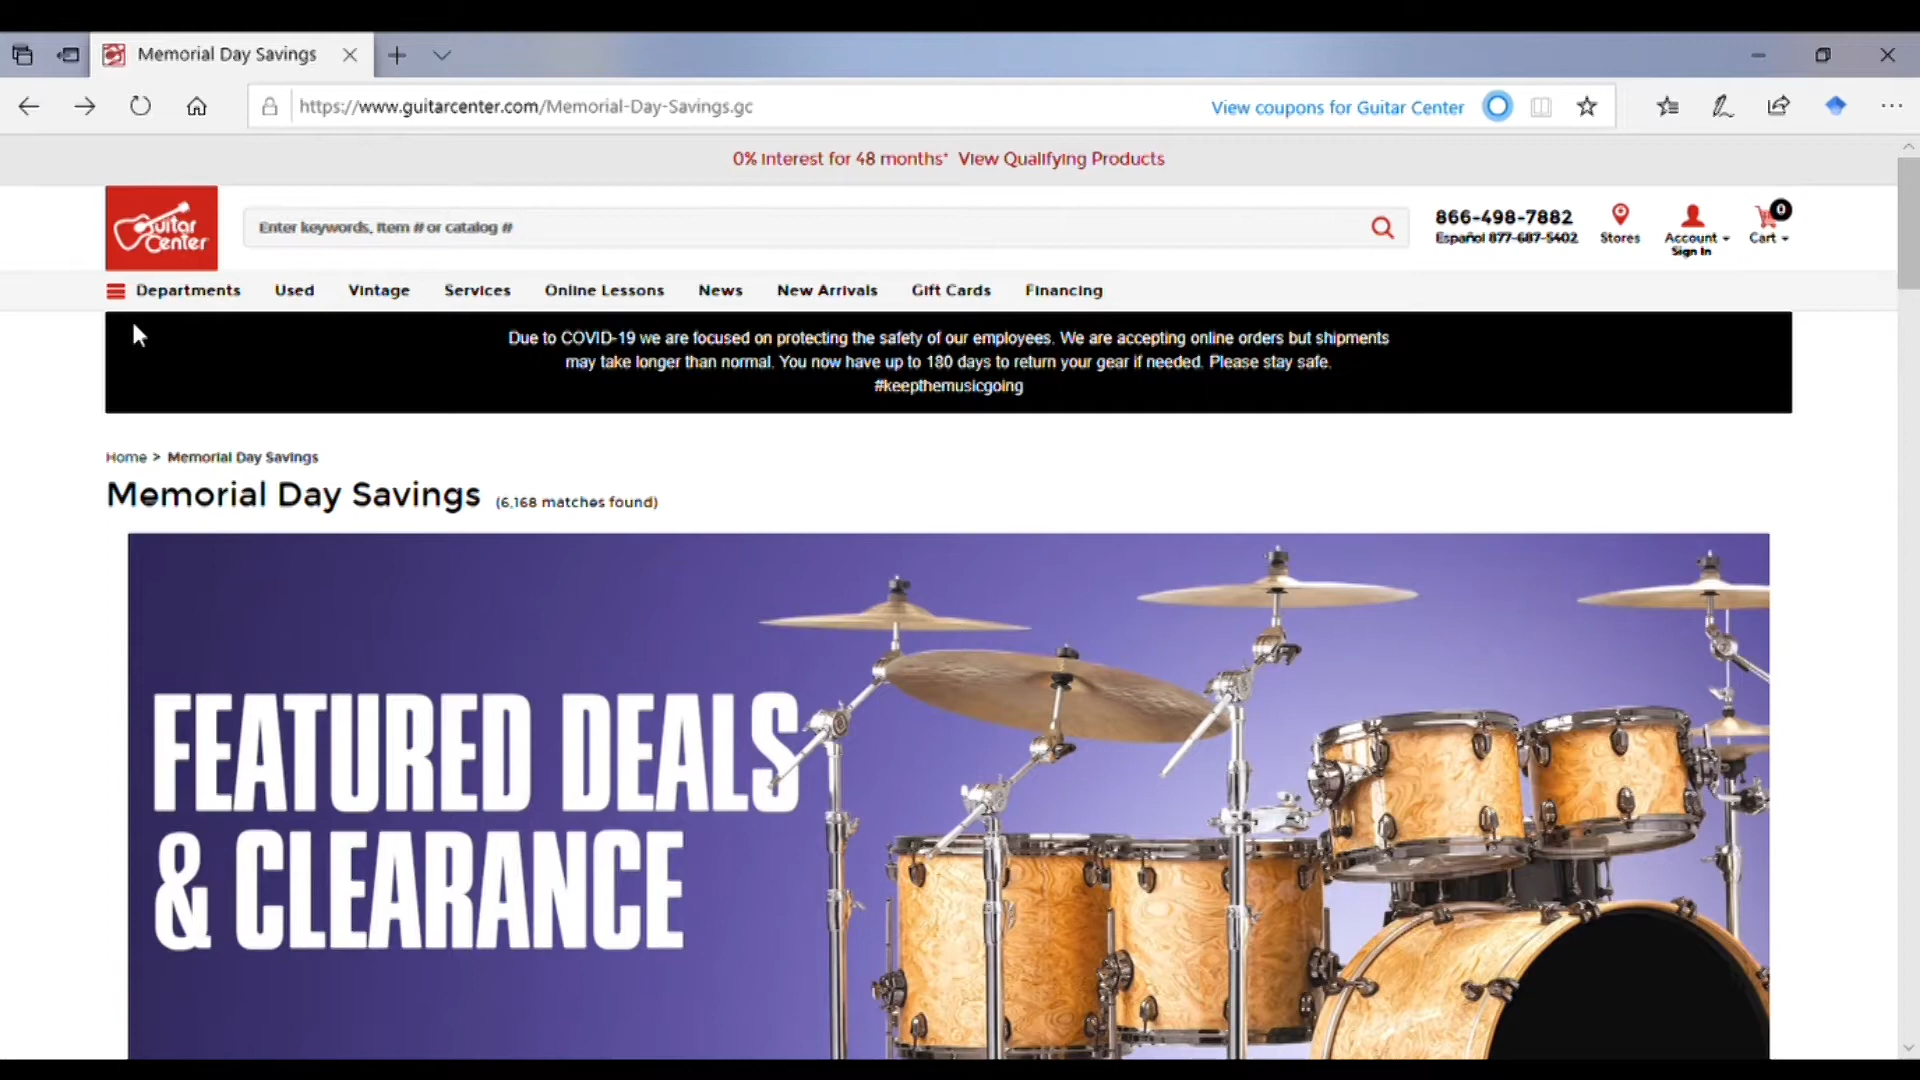 Memorial Day Savings
https://www.guitarcenter.com/Memorial-Day-Savings.gc
View coupons for Guitar Center
0% Interest for 48 months* View Qualifying Products
Guitar Center
Enter keywords, Item # or catalog #
866-498-7882
Español 877-687-5402
Stores
Account
Sign In
0
Cart
Departments
Used
Vintage
Services
Online Lessons
News
New Arrivals
Gift Cards
Financing
Due to COVID-19 we are focused on protecting the safety of our employees. We are accepting online orders but shipments
may take longer than normal. You now have up to 180 days to return your gear if needed. Please stay safe.
#keepthemusicgoing
Home > Memorial Day Savings
Memorial Day Savings (6,168 matches found)
FEATURED DEALS
& CLEARANCE